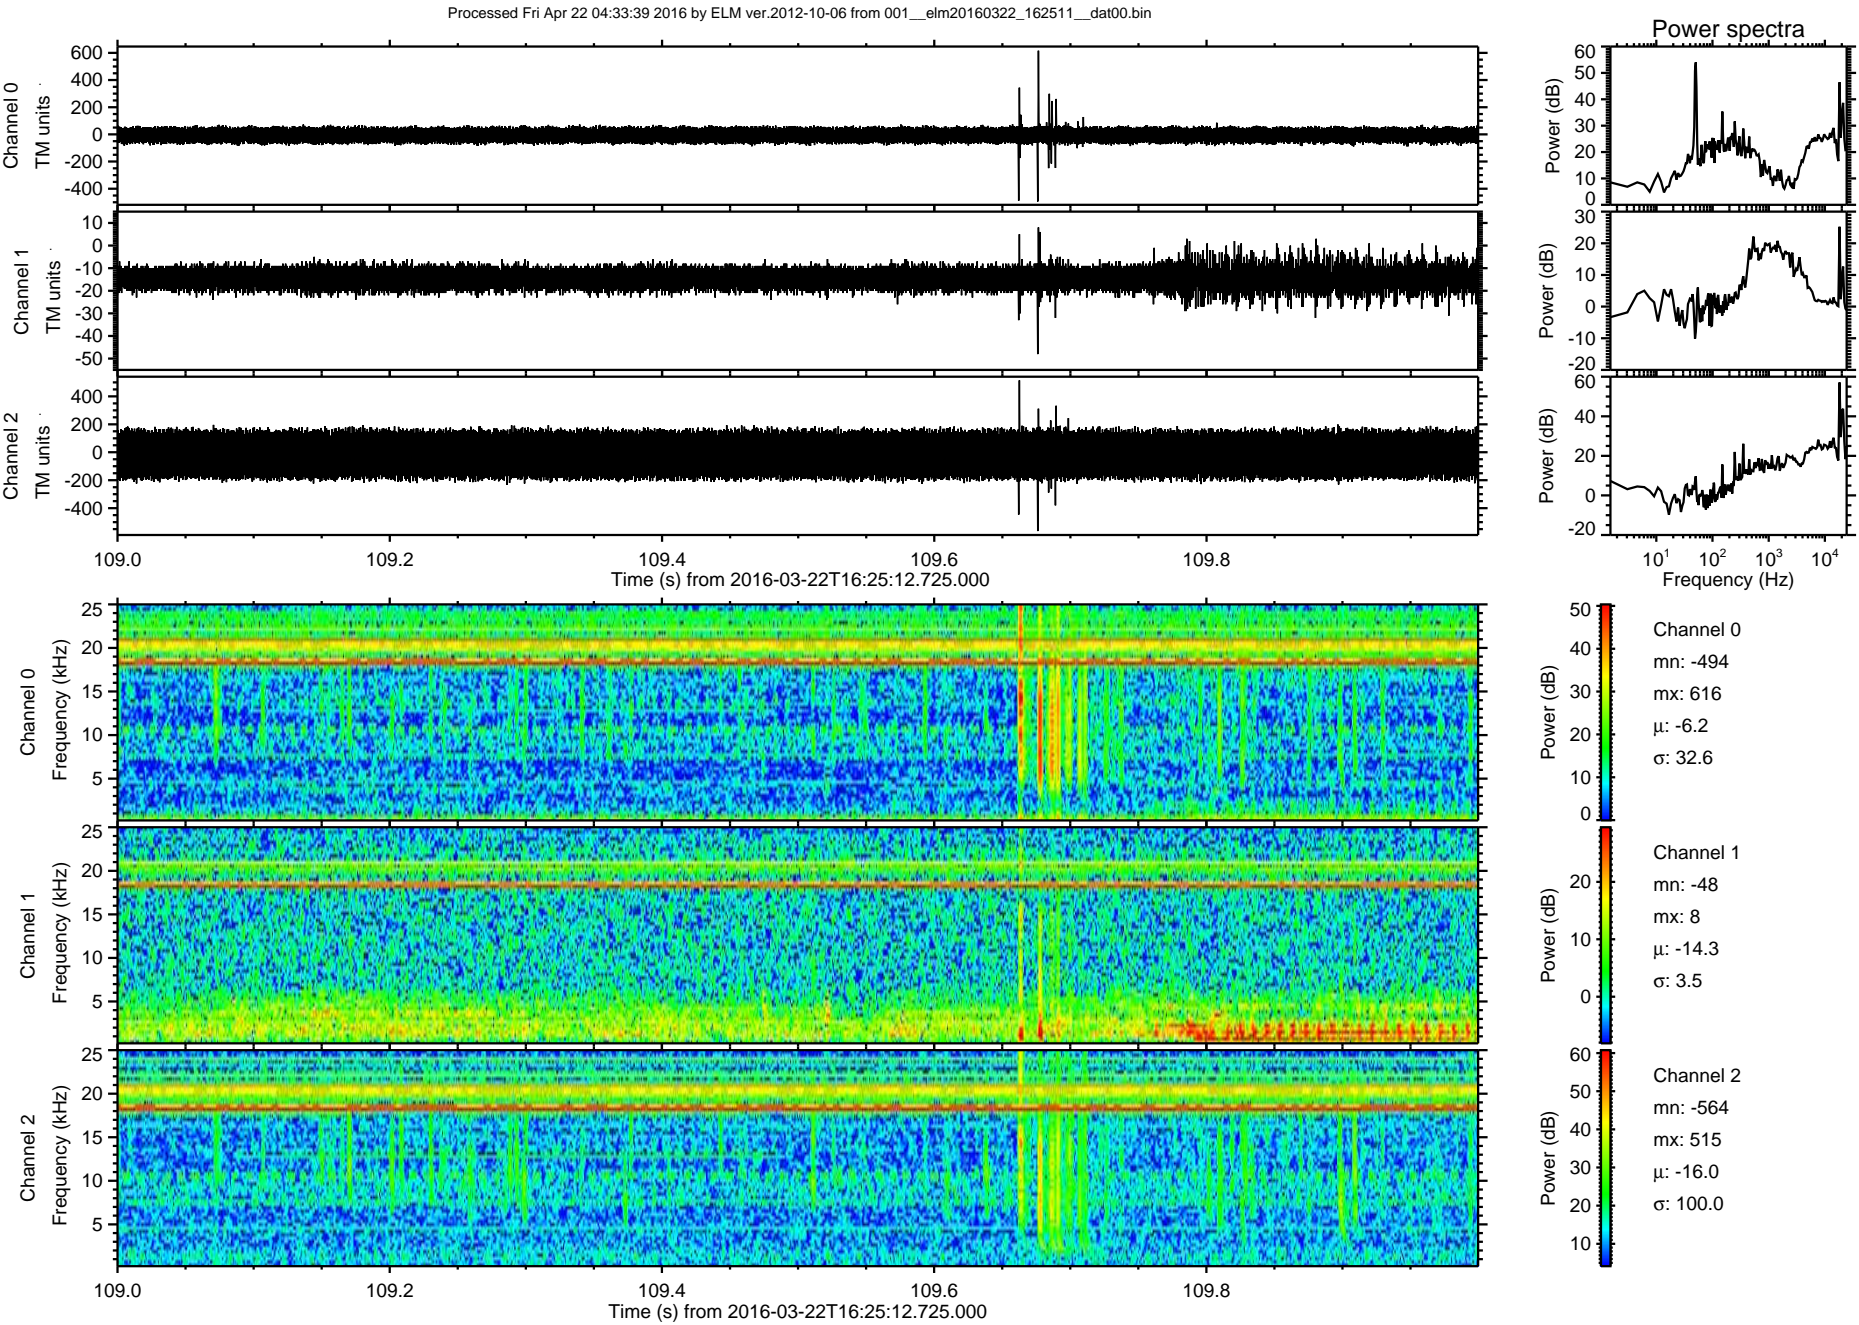 Processed Fri Apr 22 04:33:39 2016 by ELM ver.2012-10-06 from 001__elm20160322_162511__dat00.bin
Power spectra
Channel 0
TM units
600
400
200
0
-200
-400
Power (dB)
60
50
40
30
20
10
0
Channel 1
TM units
10
0
-10
-20
-30
-40
-50
Power (dB)
30
20
10
0
-10
-20
Channel 2
TM units
400
200
0
-200
-400
Power (dB)
60
40
20
0
-20
109.0 109.2 109.4 109.6 109.8
Time (s) from 2016-03-22T16:25:12.725.000
10¹ 10² 10³ 10⁴
Frequency (Hz)
Channel 0
Frequency (kHz)
25
20
15
10
5
Power (dB)
50
40
30
20
10
0
Channel 0
mn: -494
mx: 616
µ: -6.2
σ: 32.6
Channel 1
Frequency (kHz)
25
20
15
10
5
Power (dB)
20
10
0
Channel 1
mn: -48
mx: 8
µ: -14.3
σ: 3.5
Channel 2
Frequency (kHz)
25
20
15
10
5
Power (dB)
60
50
40
30
20
10
Channel 2
mn: -564
mx: 515
µ: -16.0
σ: 100.0
109.0 109.2 109.4 109.6 109.8
Time (s) from 2016-03-22T16:25:12.725.000